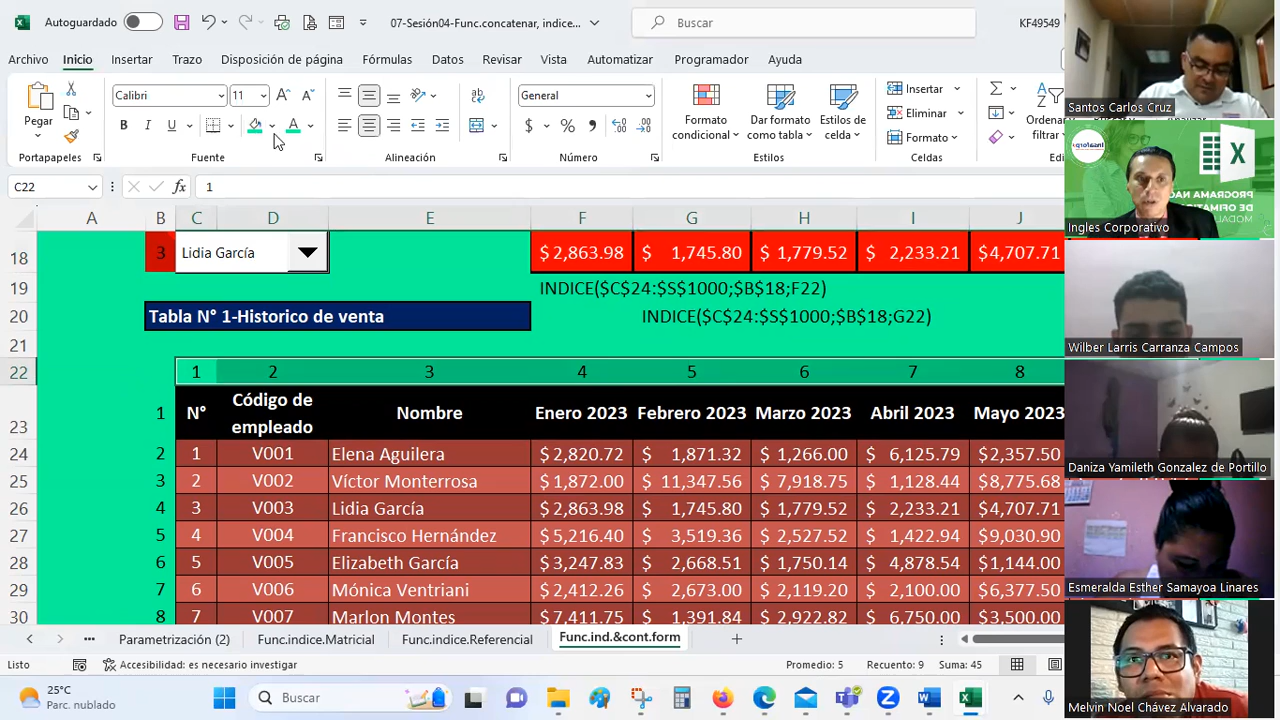 Autoguardado
07-Sesión04-Func.concatenar, indice...
Buscar
KF49549
Archivo Inicio Insertar Trazo Disposición de página Fórmulas Datos Revisar Vista Automatizar Programador Ayuda
Pegar
Calibri 11
N K S
General
$ % 000
Formato condicional
Dar formato como tabla
Estilos de celda
Insertar
Eliminar
Formato
Ordenar
filtrar
Portapapeles Fuente Alineación Número Estilos Celdas
C22 fx 1
A B C D E F G H I J
18 3 Lidia García $ 2,863.98 $ 1,745.80 $ 1,779.52 $ 2,233.21 $4,707.71
19 INDICE($C$24:$S$1000;$B$18;F22)
20 Tabla N° 1-Historico de venta INDICE($C$24:$S$1000;$B$18;G22)
21
22 1 2 3 4 5 6 7 8
23 1 N° Código de empleado Nombre Enero 2023 Febrero 2023 Marzo 2023 Abril 2023 Mayo 2023
24 2 1 V001 Elena Aguilera $ 2,820.72 $ 1,871.32 $ 1,266.00 $ 6,125.79 $2,357.50
25 3 2 V002 Víctor Monterrosa $ 1,872.00 $ 11,347.56 $ 7,918.75 $ 1,128.44 $8,775.68
26 4 3 V003 Lidia García $ 2,863.98 $ 1,745.80 $ 1,779.52 $ 2,233.21 $4,707.71
27 5 4 V004 Francisco Hernández $ 5,216.40 $ 3,519.36 $ 2,527.52 $ 1,422.94 $9,030.90
28 6 5 V005 Elizabeth García $ 3,247.83 $ 2,668.51 $ 1,750.14 $ 4,878.54 $1,144.00
29 7 6 V006 Mónica Ventriani $ 2,412.26 $ 2,673.00 $ 2,119.20 $ 2,100.00 $6,377.50
30 8 7 V007 Marlon Montes $ 7,411.75 $ 1,391.84 $ 2,922.82 $ 6,750.00 $3,500.00
Parametrización (2) Func.indice.Matricial Func.indice.Referencial Func.ind.&cont.form
Listo Accesibilidad: es necesario investigar Recuento: 9 Suma: 45
25°C
Parc. nublado
Buscar
Santos Carlos Cruz
Ingles Corporativo
Wilber Larris Carranza Campos
Daniza Yamileth Gonzalez de Portillo
Esmeralda Esther Samayoa Linares
Melvin Noel Chávez Alvarado